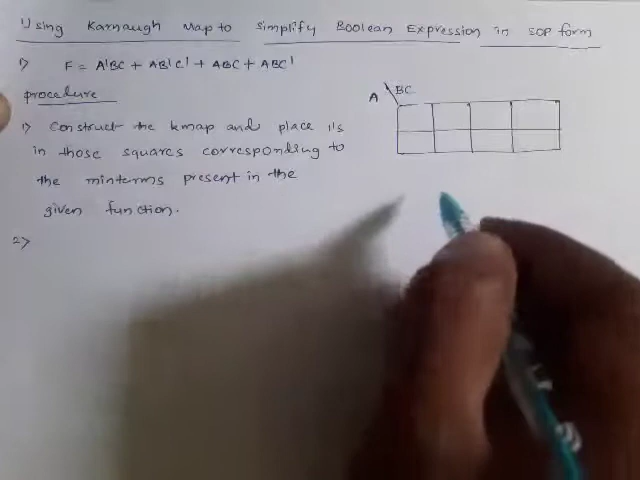 1) Using Karnaugh Map to simplify Boolean Expression in SOP form
1) F = A'BC + AB'C' + ABC + ABC'
procedure
A \ BC
1) Construct the kmap and place 1's
in those squares corresponding to
the minterms present in the
given function.
2)